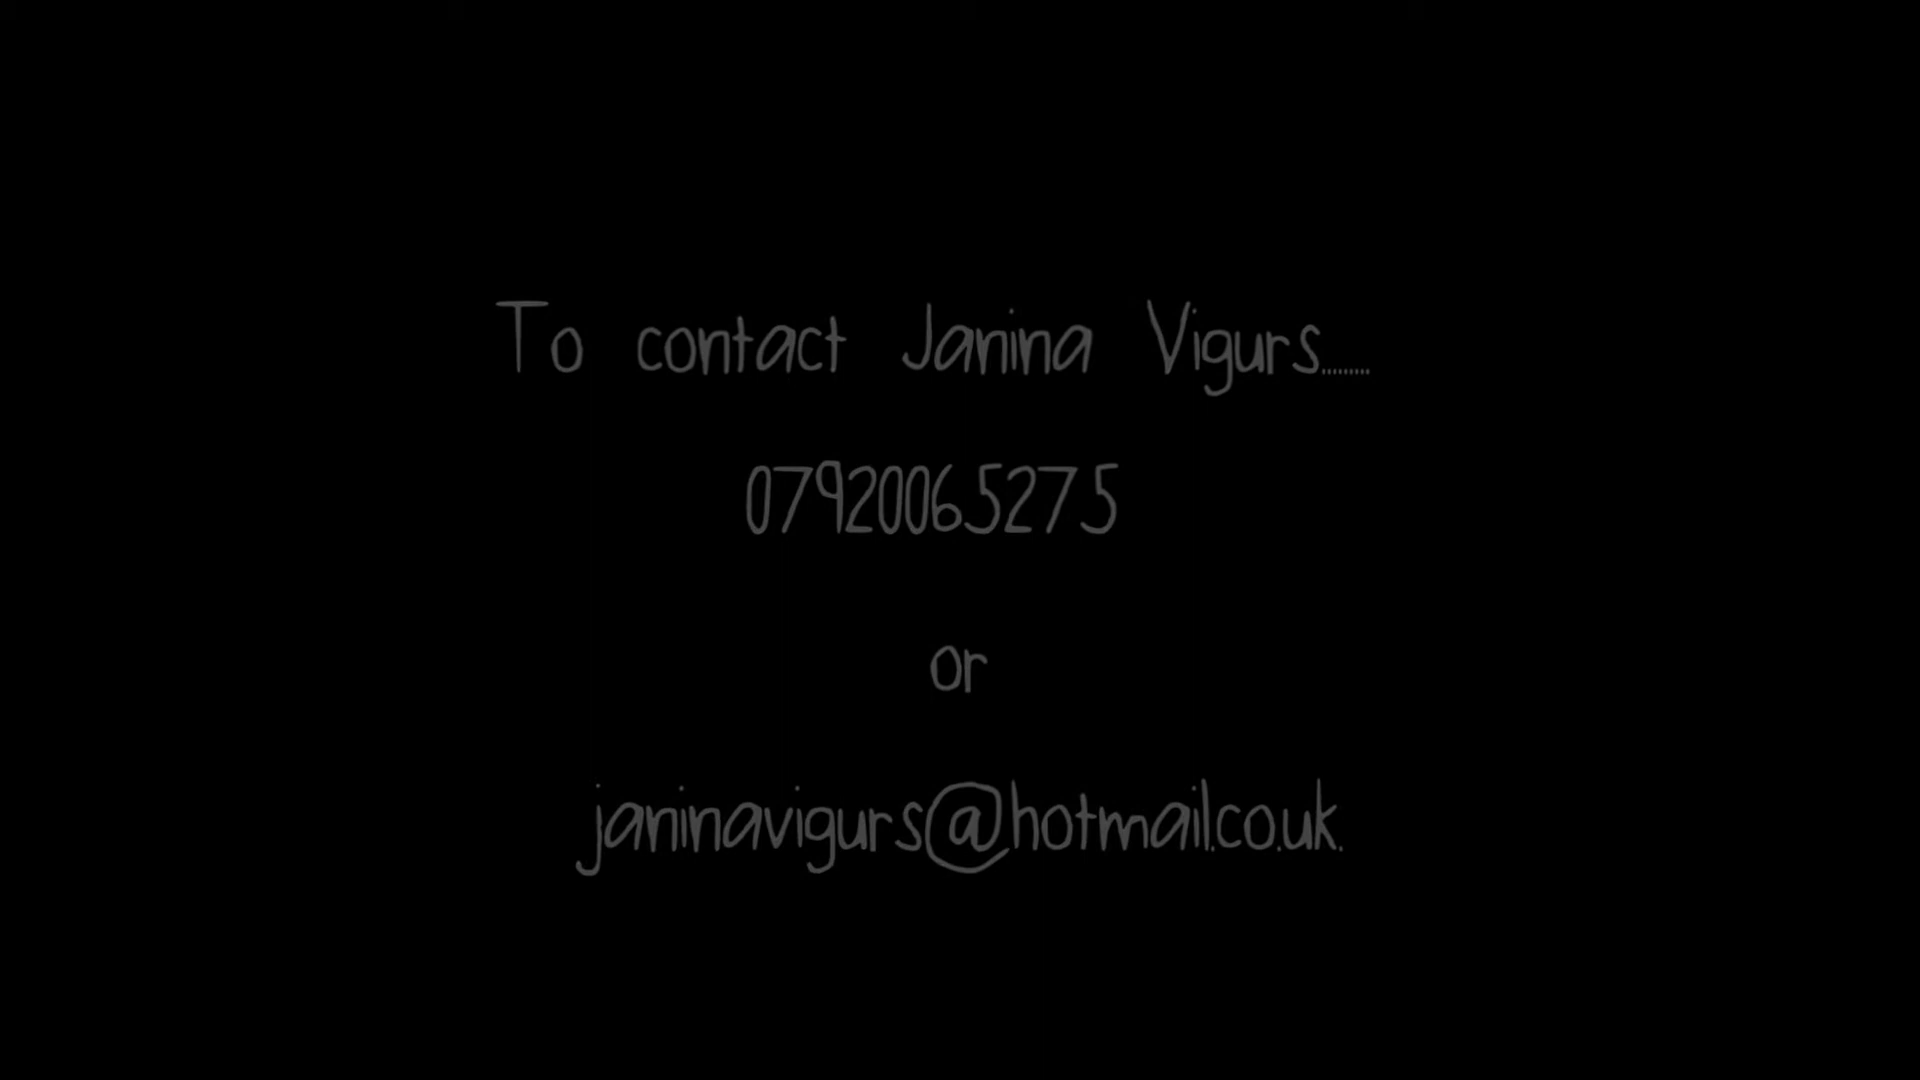 To contact Janina Vigurs.........
07920065275
or
janinavigurs@hotmail.co.uk.